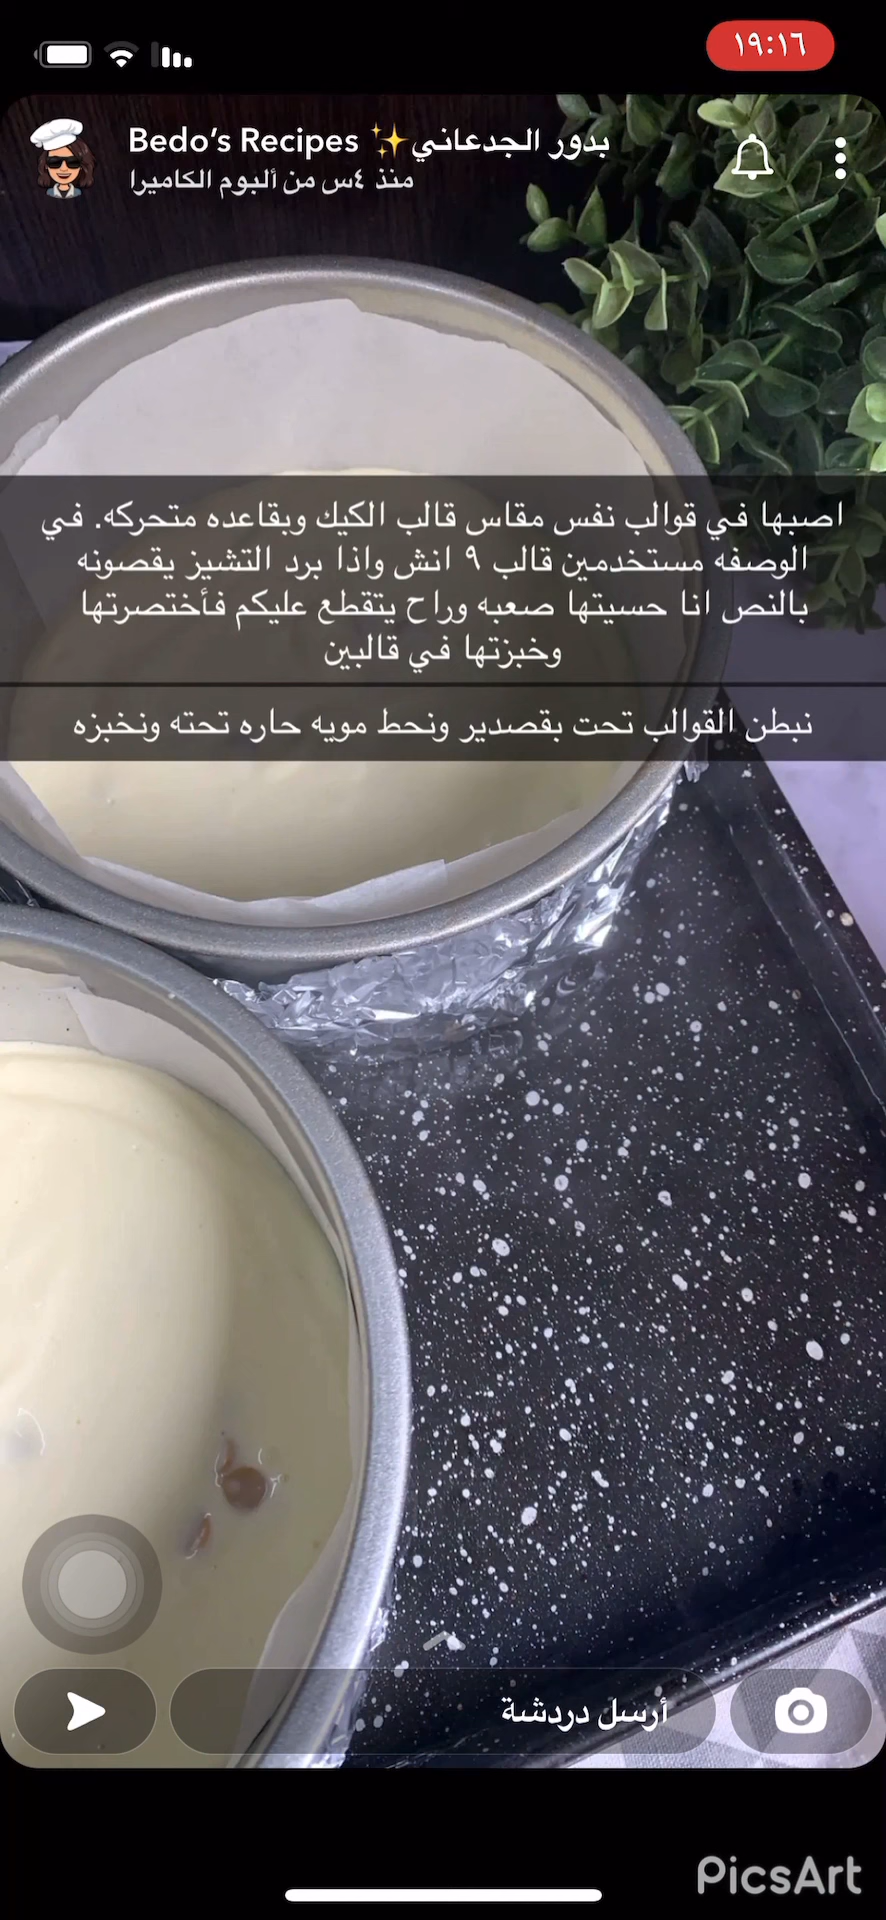 ١٩:١٦
Bedo's Recipes ✨بدور الجدعاني
منذ ٤س من ألبوم الكاميرا
اصبها في قوالب نفس مقاس قالب الكيك وبقاعده متحركه. في
الوصفه مستخدمين قالب ٩ انش واذا برد التشيز يقصونه
بالنص انا حسيتها صعبه وراح يتقطع عليكم فأختصرتها
وخبزتها في قالبين
نبطن القوالب تحت بقصدير ونحط مويه حاره تحته ونخبزه
أرسل دردشة
PicsArt